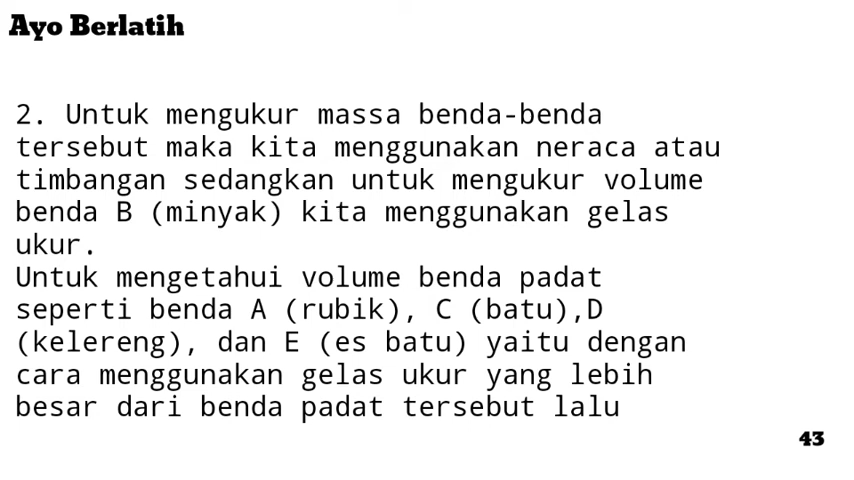 Ayo Berlatih
2. Untuk mengukur massa benda-benda
tersebut maka kita menggunakan neraca atau
timbangan sedangkan untuk mengukur volume
benda B (minyak) kita menggunakan gelas
ukur.
Untuk mengetahui volume benda padat
seperti benda A (rubik), C (batu),D
(kelereng), dan E (es batu) yaitu dengan
cara menggunakan gelas ukur yang lebih
besar dari benda padat tersebut lalu
43